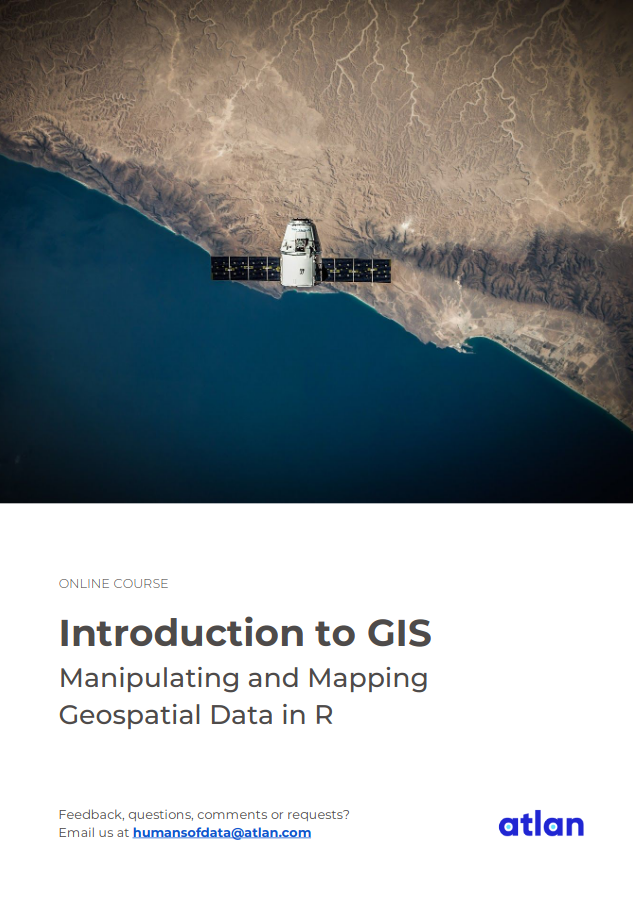 ONLINE COURSE
Introduction to GIS
Manipulating and Mapping
Geospatial Data in R
Feedback, questions, comments or requests?
Email us at humansofdata@atlan.com
atlan